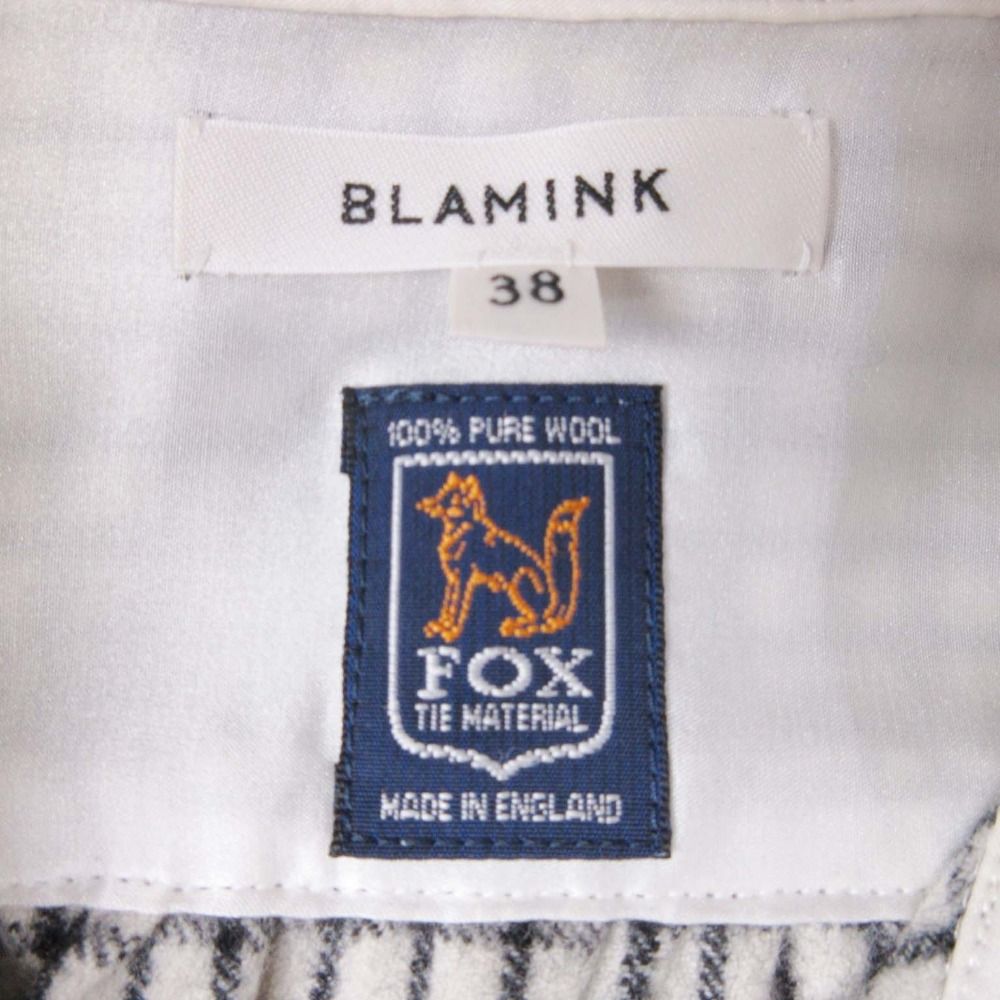 BLAMINK
38
100% PURE WOOL
FOX
TIE MATERIAL
MADE IN ENGLAND